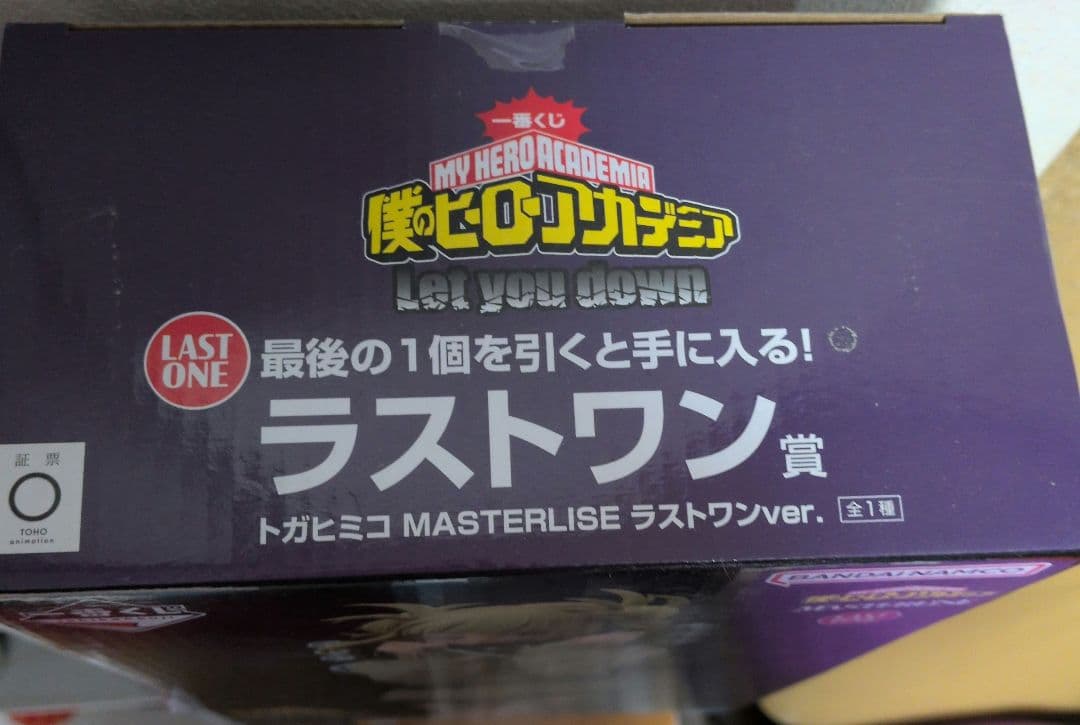 一番くじ
MY HERO ACADEMIA
僕のヒーローアカデミア
Let you down
LAST
ONE
最後の1個を引くと手に入る!
ラストワン賞
トガヒミコ MASTERLISE ラストワンver. 全1種
証票
TOHO
animation
BANDAI NAMCO